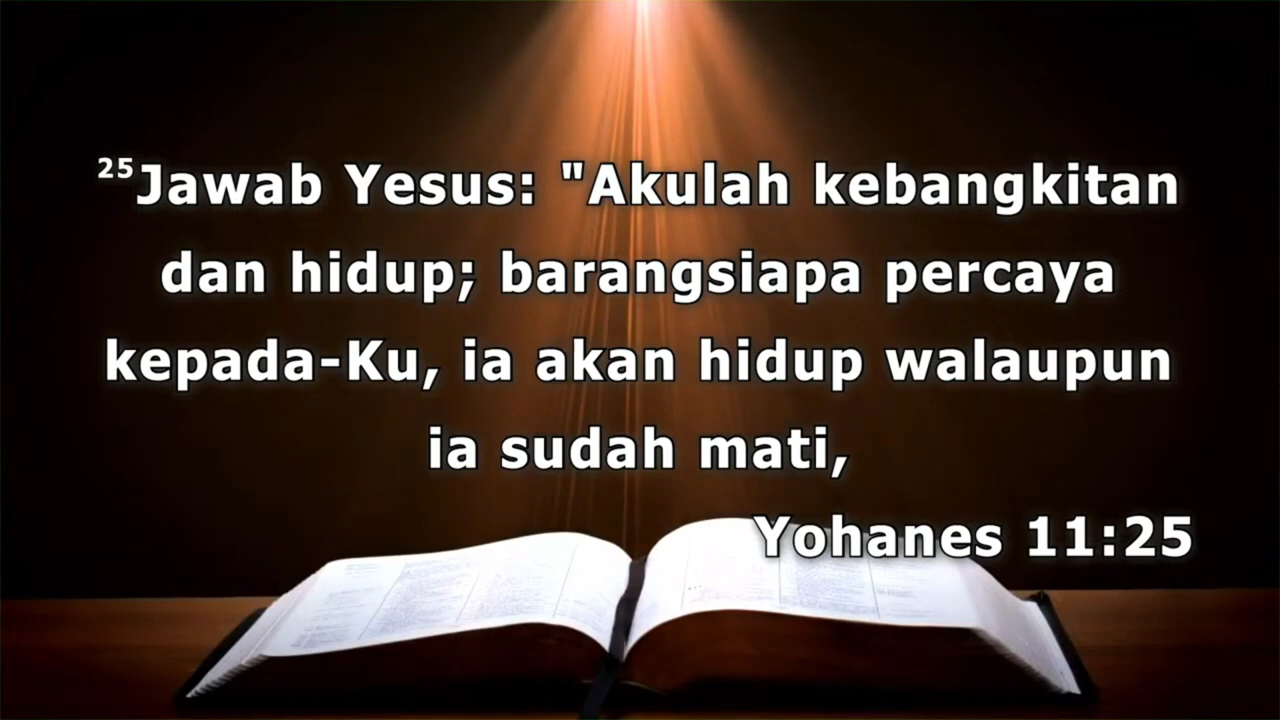 25Jawab Yesus: "Akulah kebangkitan
dan hidup; barangsiapa percaya
kepada-Ku, ia akan hidup walaupun
ia sudah mati,
Yohanes 11:25